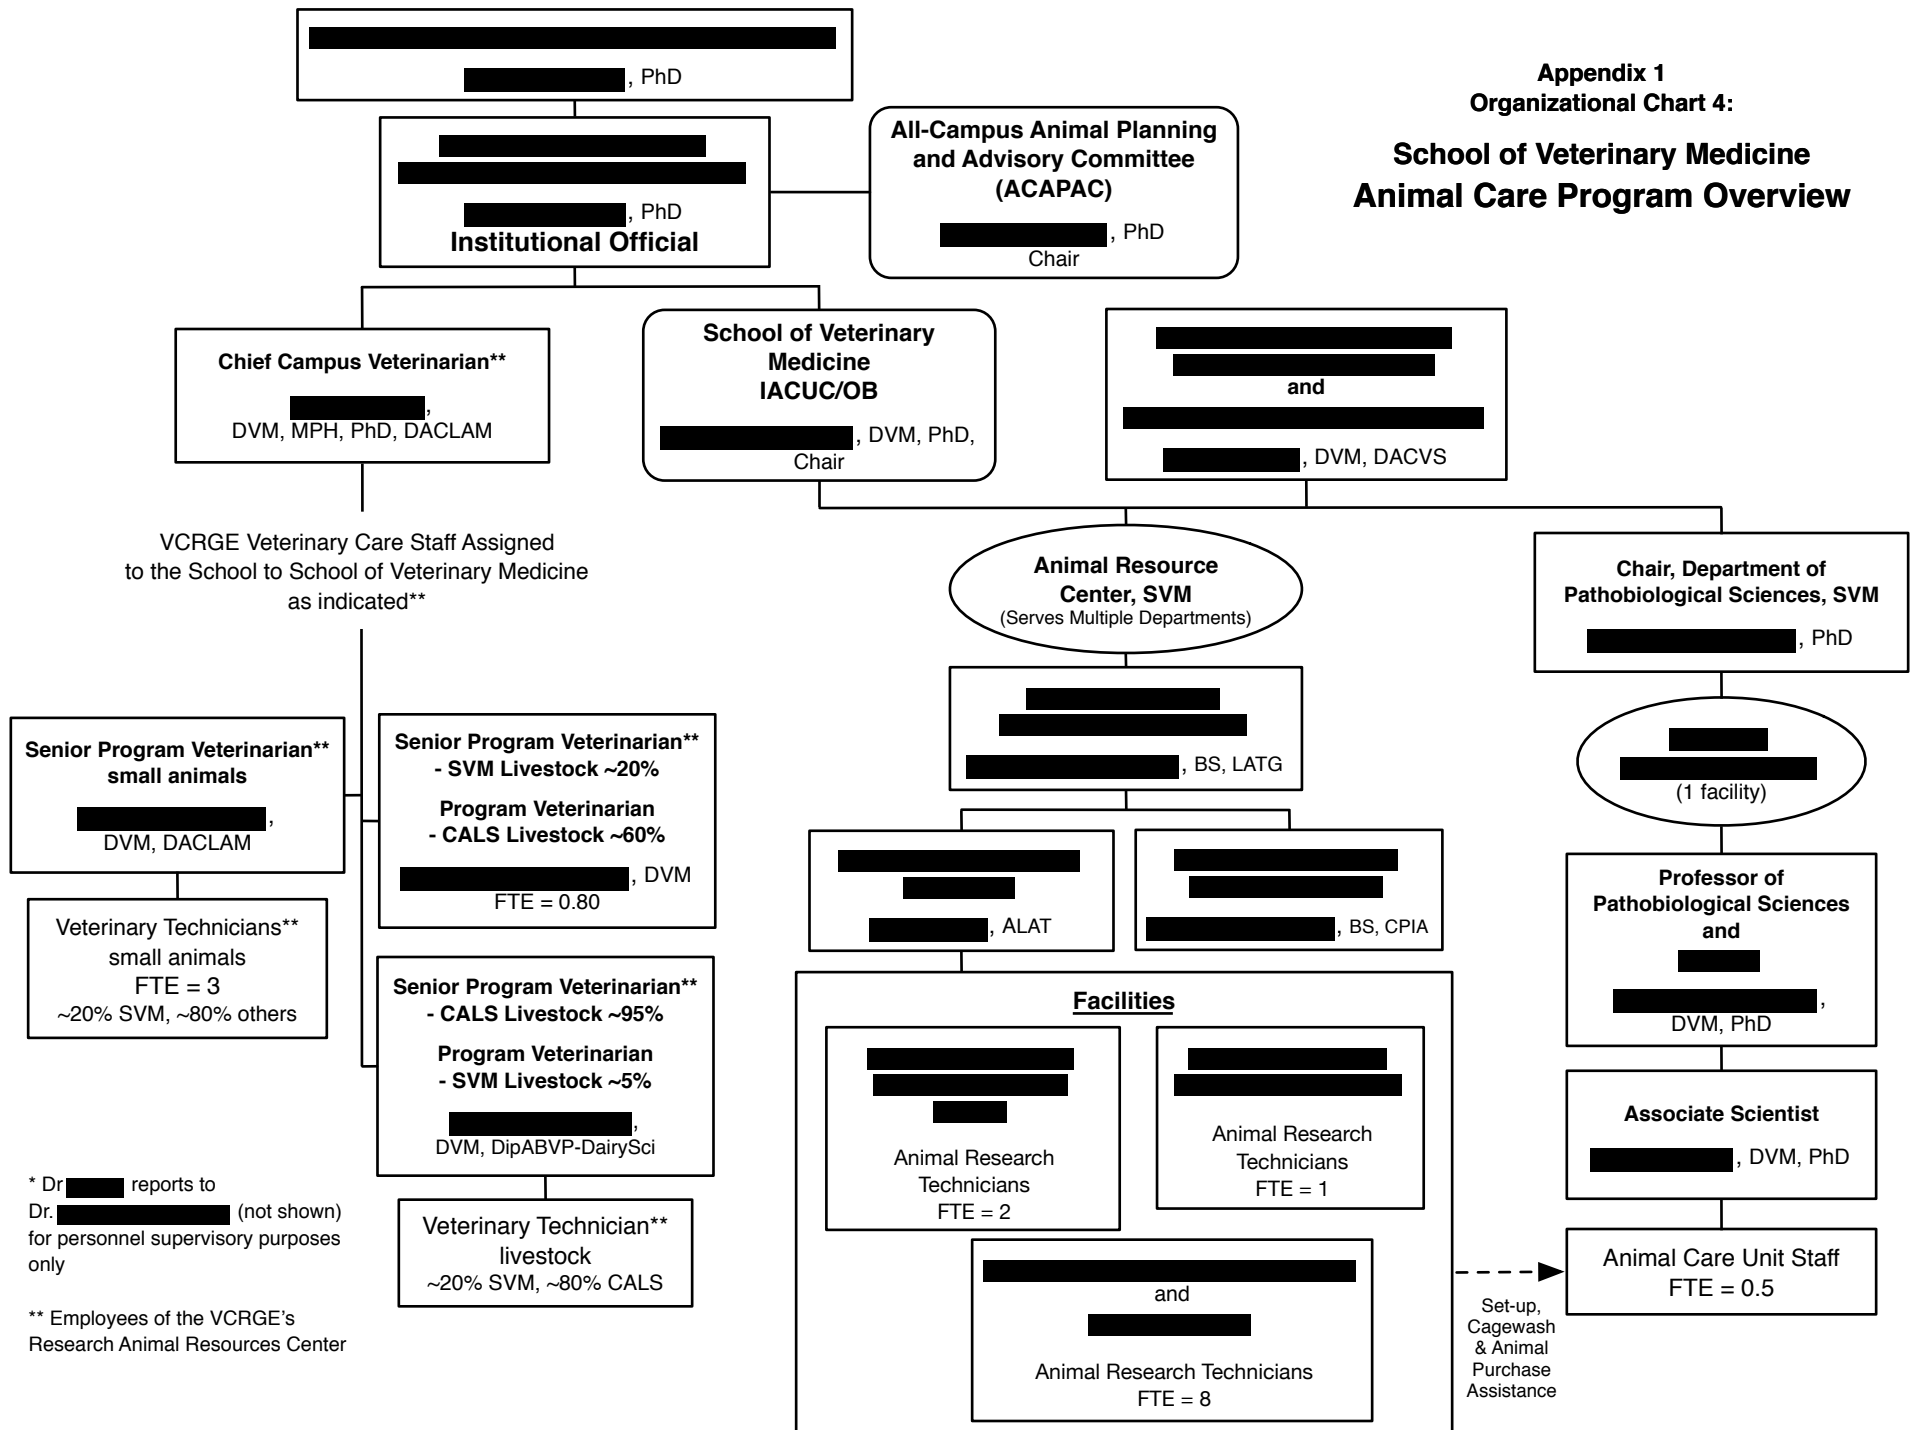 Appendix 1
Organizational Chart 4:
School of Veterinary Medicine
Animal Care Program Overview
, PhD
, PhD
Institutional Official
All-Campus Animal Planning
and Advisory Committee
(ACAPAC)
, PhD
Chair
Chief Campus Veterinarian**
,
DVM, MPH, PhD, DACLAM
School of Veterinary
Medicine
IACUC/OB
, DVM, PhD,
Chair
and
, DVM, DACVS
VCRGE Veterinary Care Staff Assigned
to the School to School of Veterinary Medicine
as indicated**
Animal Resource
Center, SVM
(Serves Multiple Departments)
Chair, Department of
Pathobiological Sciences, SVM
, PhD
Senior Program Veterinarian**
small animals
,
DVM, DACLAM
Veterinary Technicians**
small animals
FTE = 3
~20% SVM, ~80% others
Senior Program Veterinarian**
- SVM Livestock ~20%
Program Veterinarian
- CALS Livestock ~60%
, DVM
FTE = 0.80
Senior Program Veterinarian**
- CALS Livestock ~95%
Program Veterinarian
- SVM Livestock ~5%
,
DVM, DipABVP-DairySci
Veterinary Technician**
livestock
~20% SVM, ~80% CALS
, BS, LATG
, ALAT
, BS, CPIA
Facilities
Animal Research
Technicians
FTE = 2
Animal Research
Technicians
FTE = 1
and
Animal Research Technicians
FTE = 8
(1 facility)
Professor of
Pathobiological Sciences
and
,
DVM, PhD
Associate Scientist
, DVM, PhD
Animal Care Unit Staff
FTE = 0.5
Set-up,
Cagewash
& Animal
Purchase
Assistance
* Dr reports to
Dr. (not shown)
for personnel supervisory purposes
only
** Employees of the VCRGE's
Research Animal Resources Center